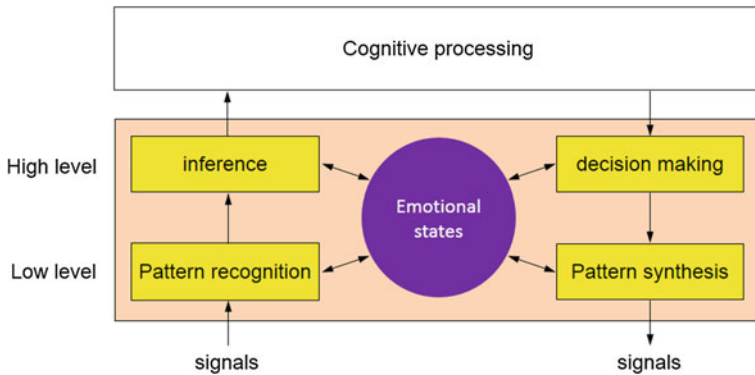 Cognitive processing
High level
inference
decision making
Emotional
states
Low level
Pattern recognition
Pattern synthesis
signals
signals